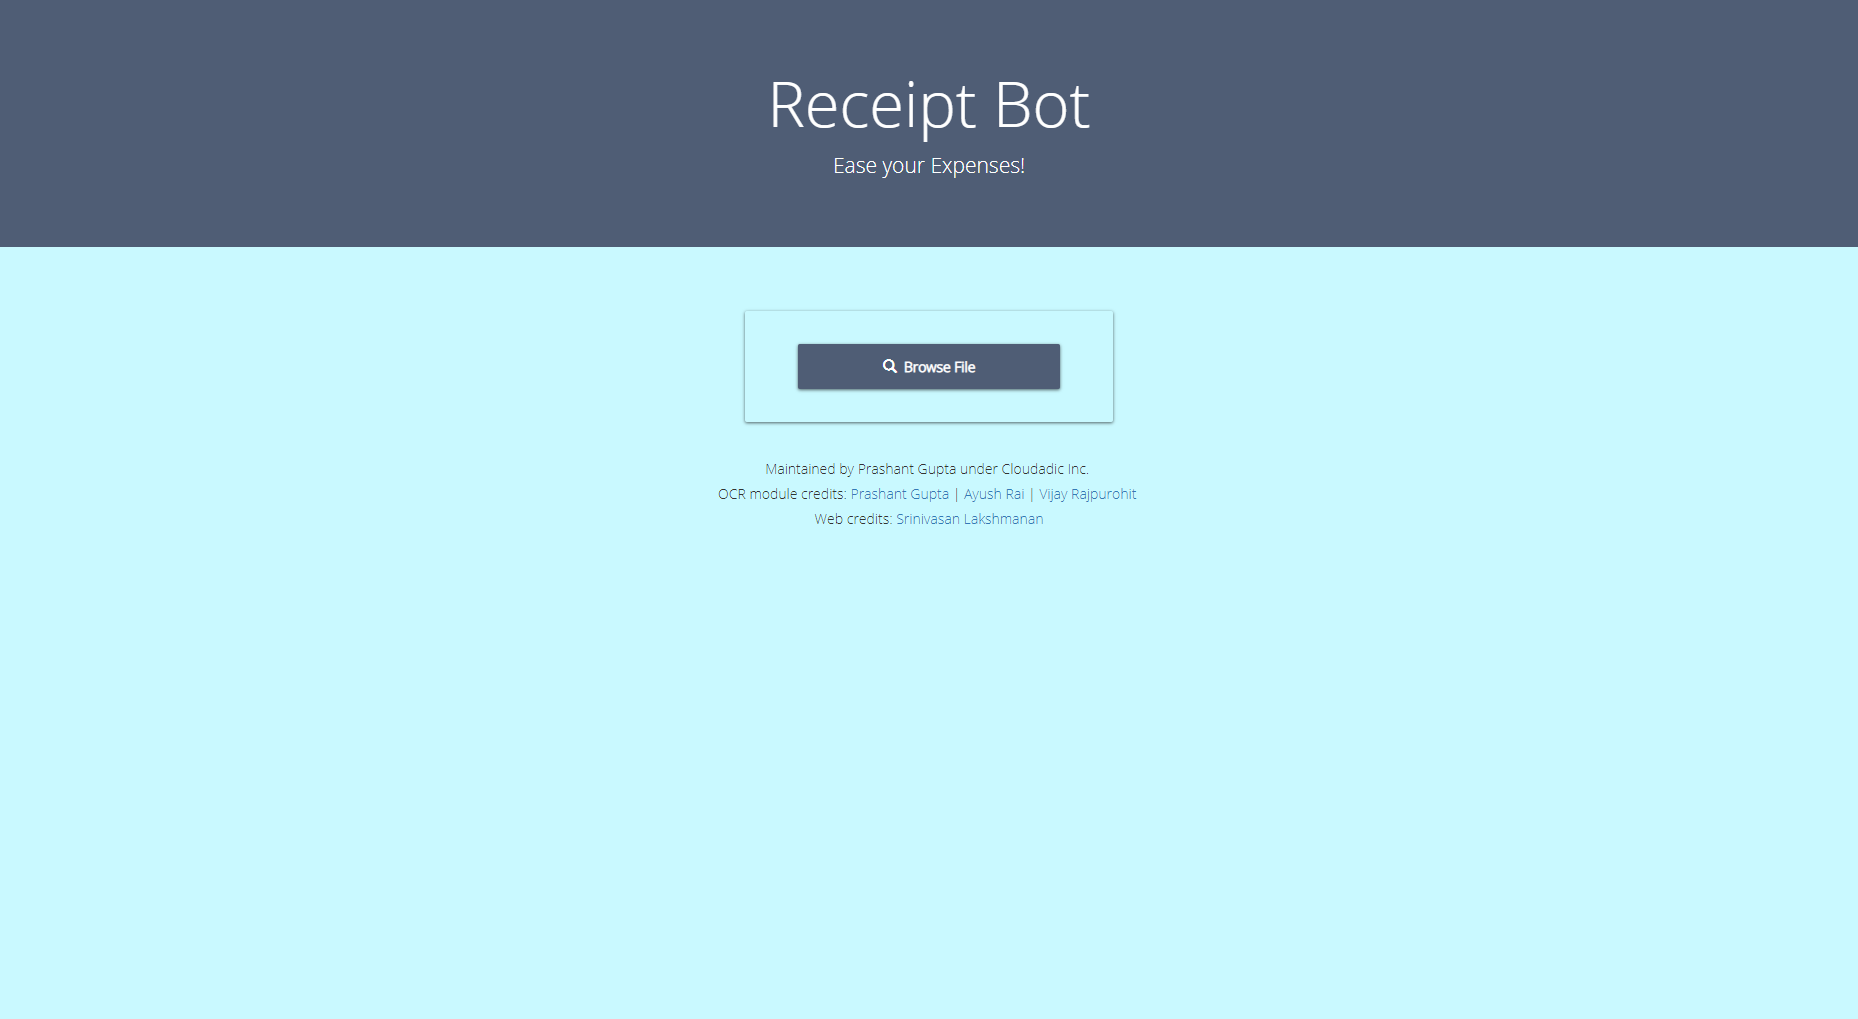 Receipt Bot
Ease your Expenses!
Browse File
Maintained by Prashant Gupta under Cloudadic Inc.
OCR module credits: Prashant Gupta | Ayush Rai | Vijay Rajpurohit
Web credits: Srinivasan Lakshmanan